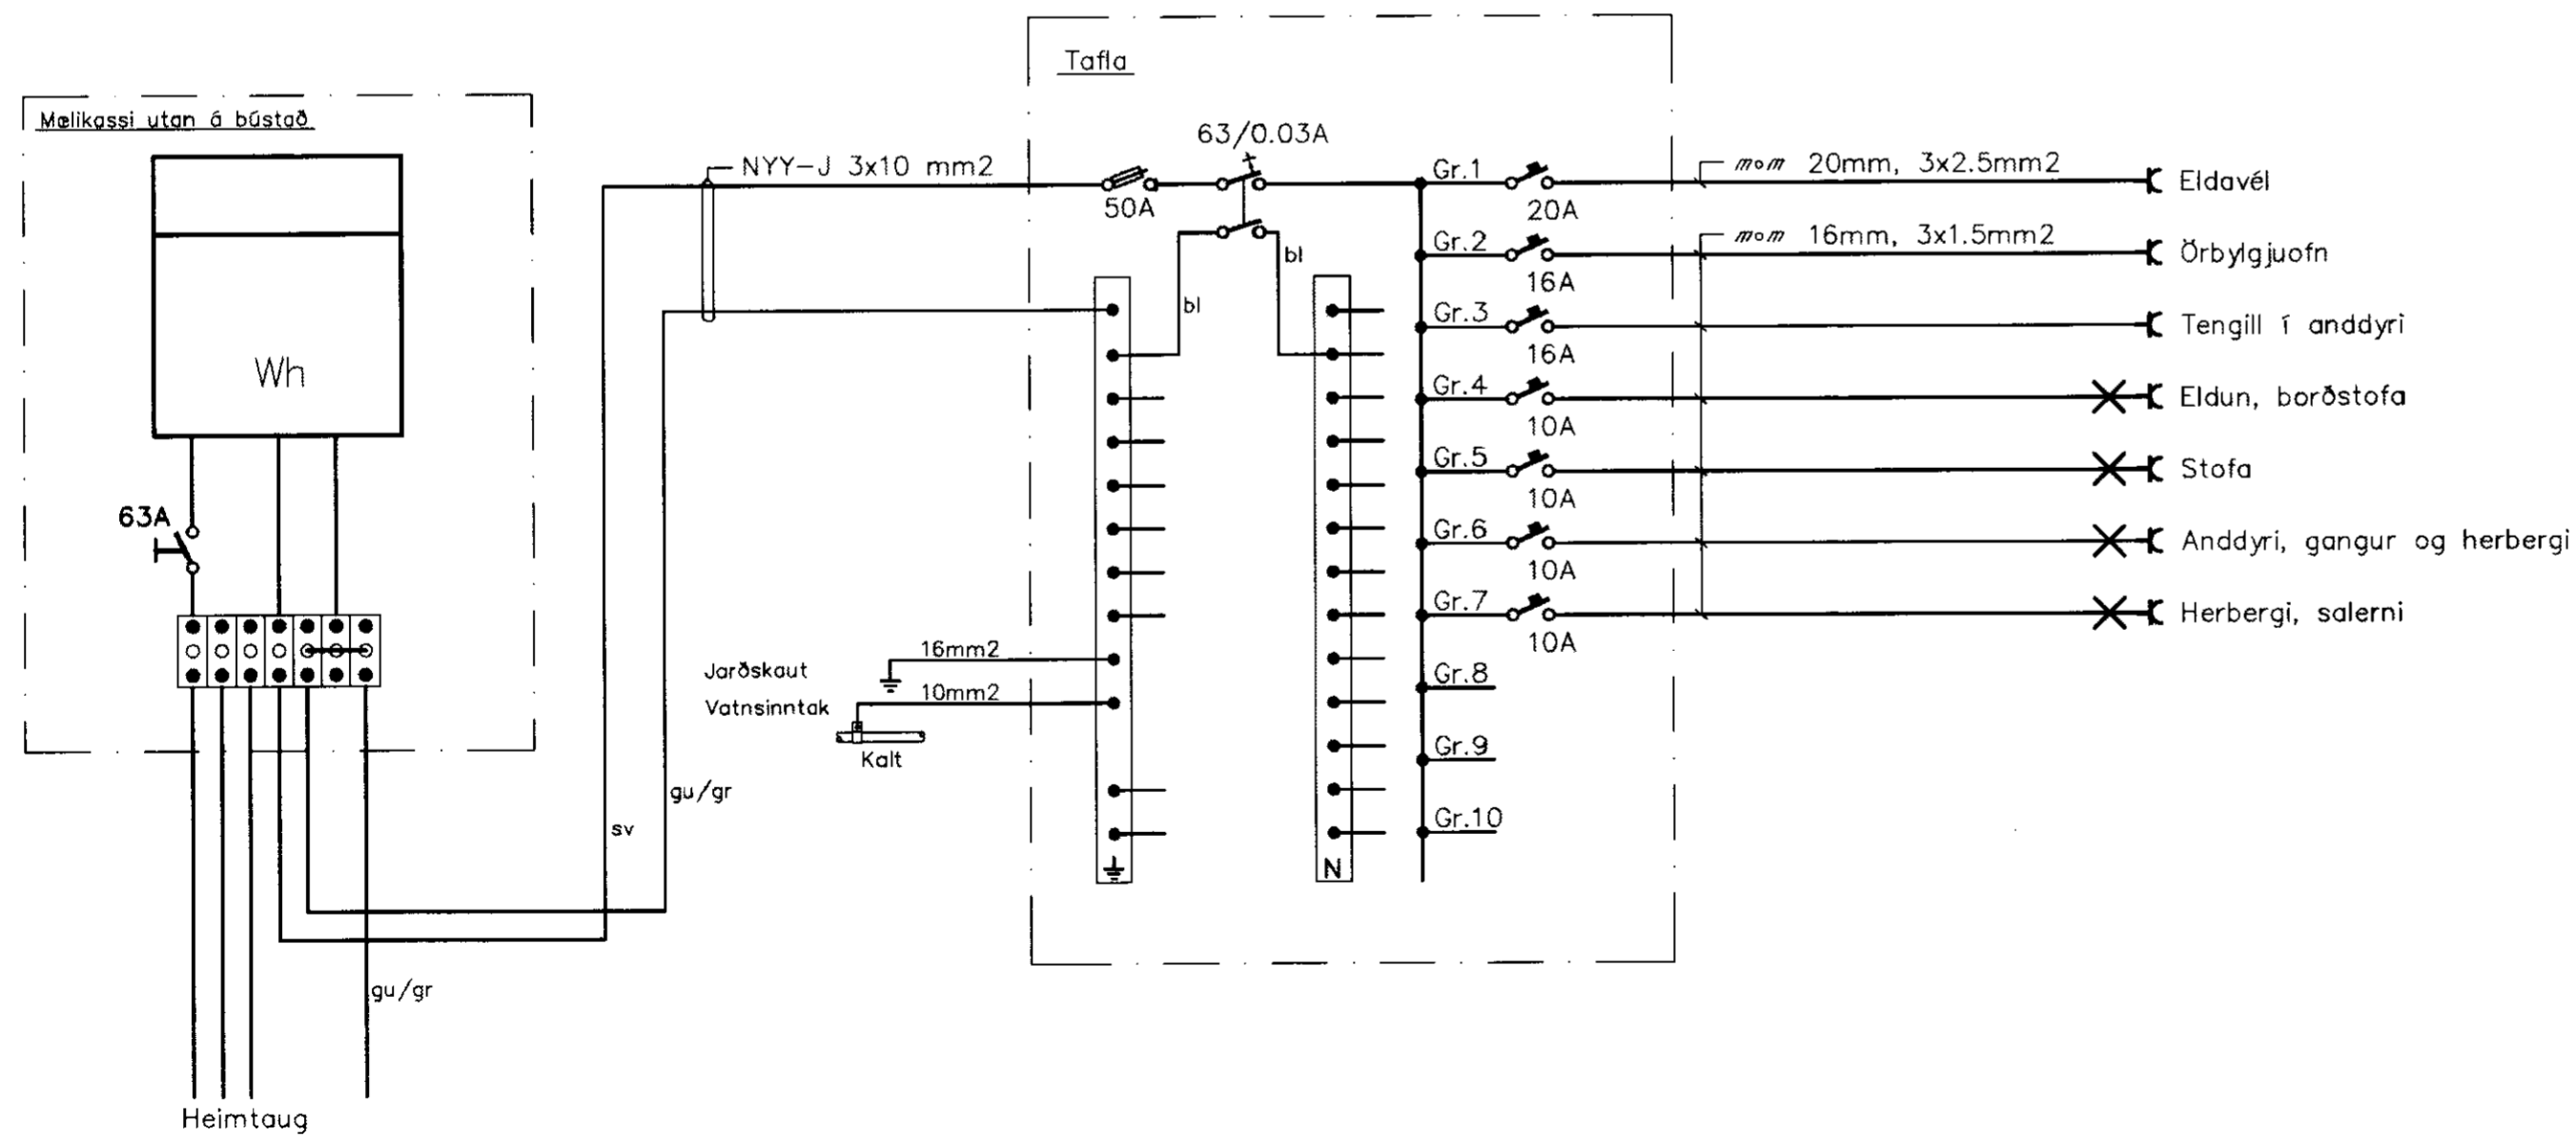 Mælikassi utan á bústað
Wh
63A
Heimtaug
gu/gr
sv
gu/gr
NYY-J 3x10 mm2
Jarðskaut
16mm2
Vatnsinntak
10mm2
Kalt
Tafla
50A
63/0.03A
bl
bl
N
Gr.1
20A
20mm, 3x2.5mm2
Eldavél
Gr.2
16A
16mm, 3x1.5mm2
Örbylgjuofn
Gr.3
16A
Tengill í anddyri
Gr.4
10A
Eldun, borðstofa
Gr.5
10A
Stofa
Gr.6
10A
Anddyri, gangur og herbergi
Gr.7
10A
Herbergi, salerni
Gr.8
Gr.9
Gr.10